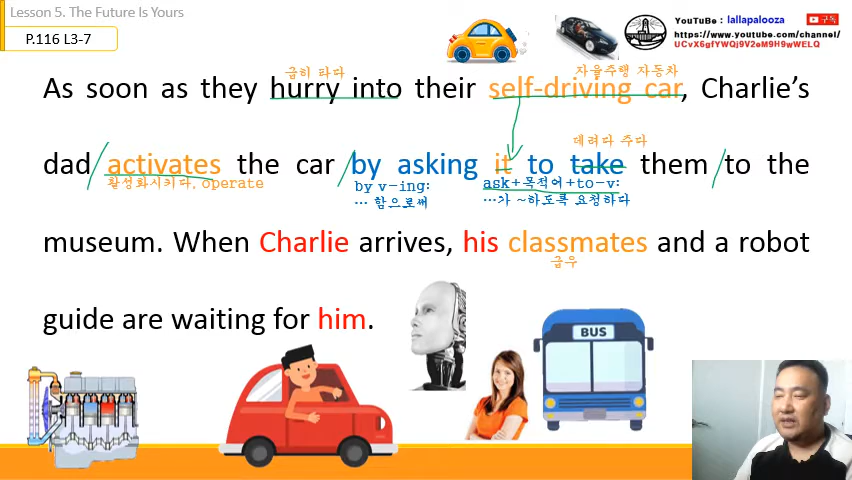 Lesson 5. The Future Is Yours
P.116 L3-7
YouTuBe : lallapalooza
구독
https://www.youtube.com/channel/
UCvX6gfYWQj9V2eM9H9wWELQ
급히 타다
자율주행 자동차
As soon as they hurry into their self-driving car, Charlie's
데려다 주다
dad activates the car by asking it to take them to the
활성화시키다, operate
by v-ing:
ask+목적어+to-v:
… 함으로써
…가 ~하도록 요청하다
museum. When Charlie arrives, his classmates and a robot
급우
guide are waiting for him.
BUS